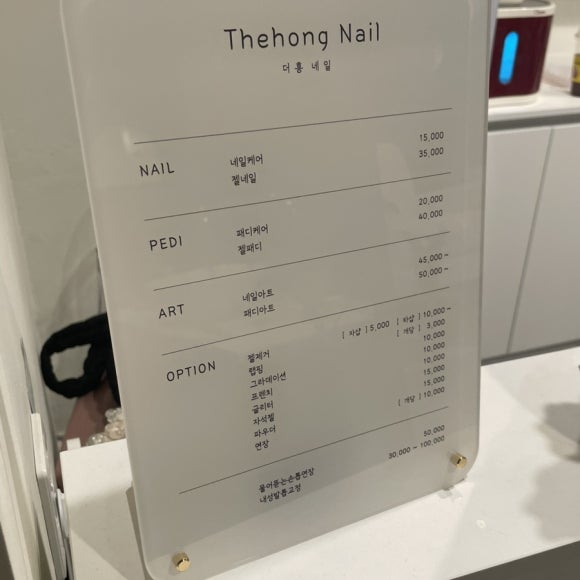 Thehong Nail
더홍 네일
NAIL 네일케어 15,000
젤네일 35,000
PEDI 패디케어 20,000
젤패디 40,000
ART 네일아트 45,000~
패디아트 50,000~
OPTION 젤제거 [ 자샵 ] 5,000 [ 타샵 ] 10,000~
랩핑 [ 개당 ] 3,000
그라데이션 10,000
프렌치 10,000
글리터 10,000
자석젤 15,000
파우더 15,000
연장 [ 개당 ] 10,000
물어뜯는손톱연장 50,000
내성발톱교정 30,000 ~ 100,000